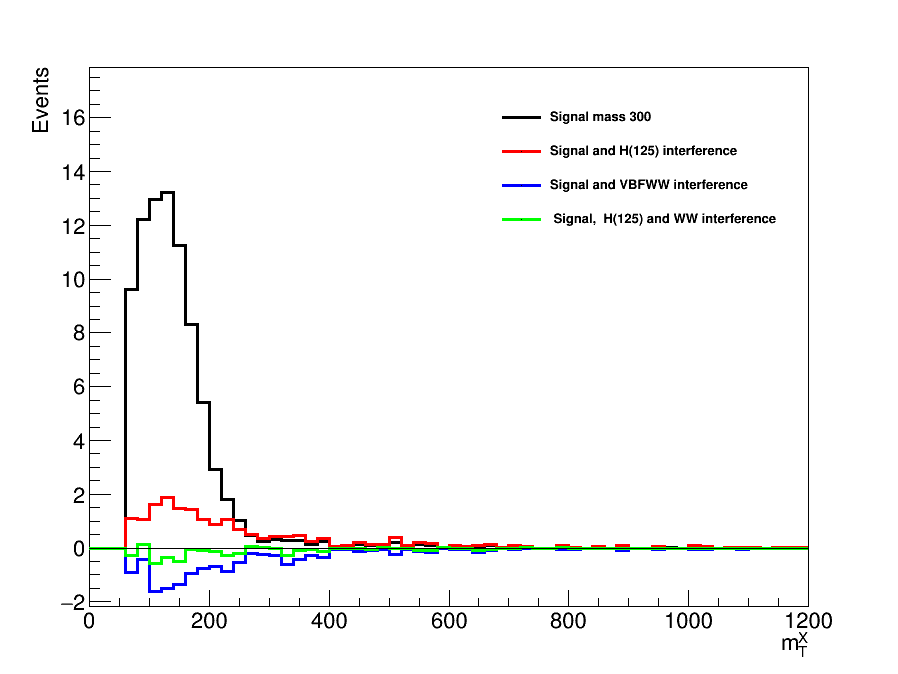 Events
16
14
12
10
8
6
4
2
0
−2
Signal mass 300
Signal and H(125) interference
Signal and VBFWW interference
Signal,  H(125) and WW interference
0 200 400 600 800 1000 1200
m_T^X